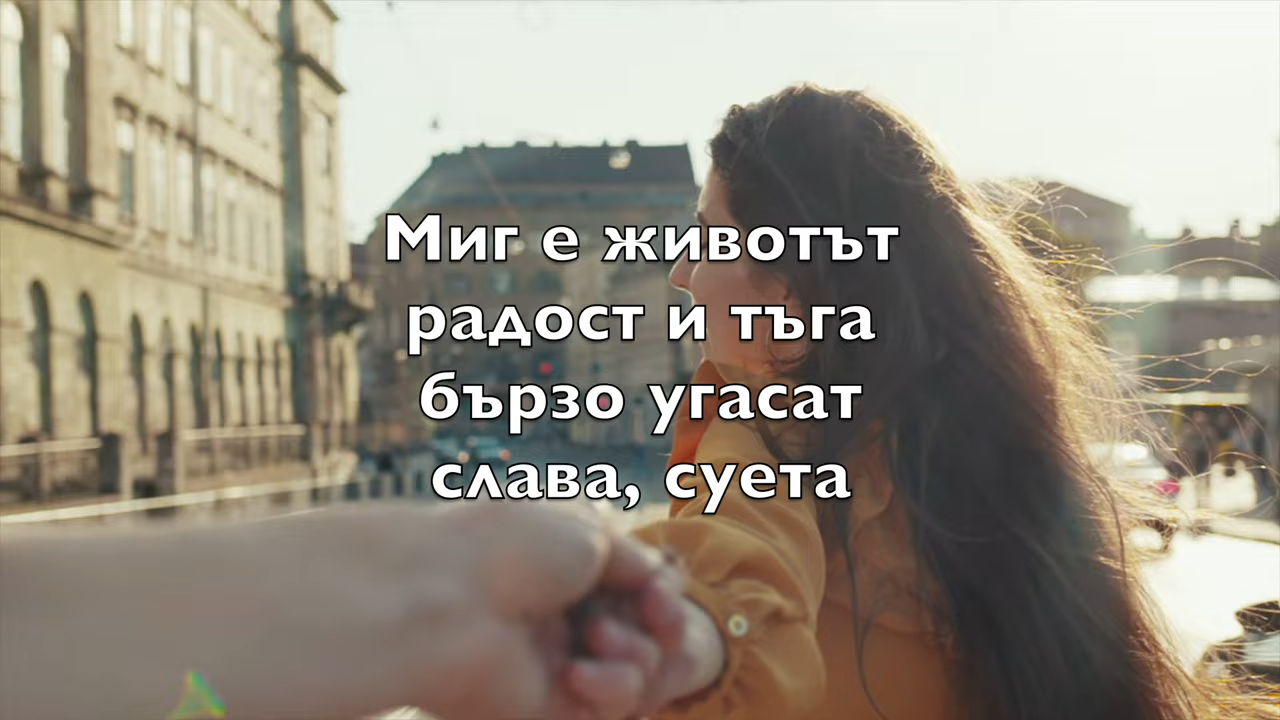 Миг е животът
радост и тъга
бързо угасат
слава, суета